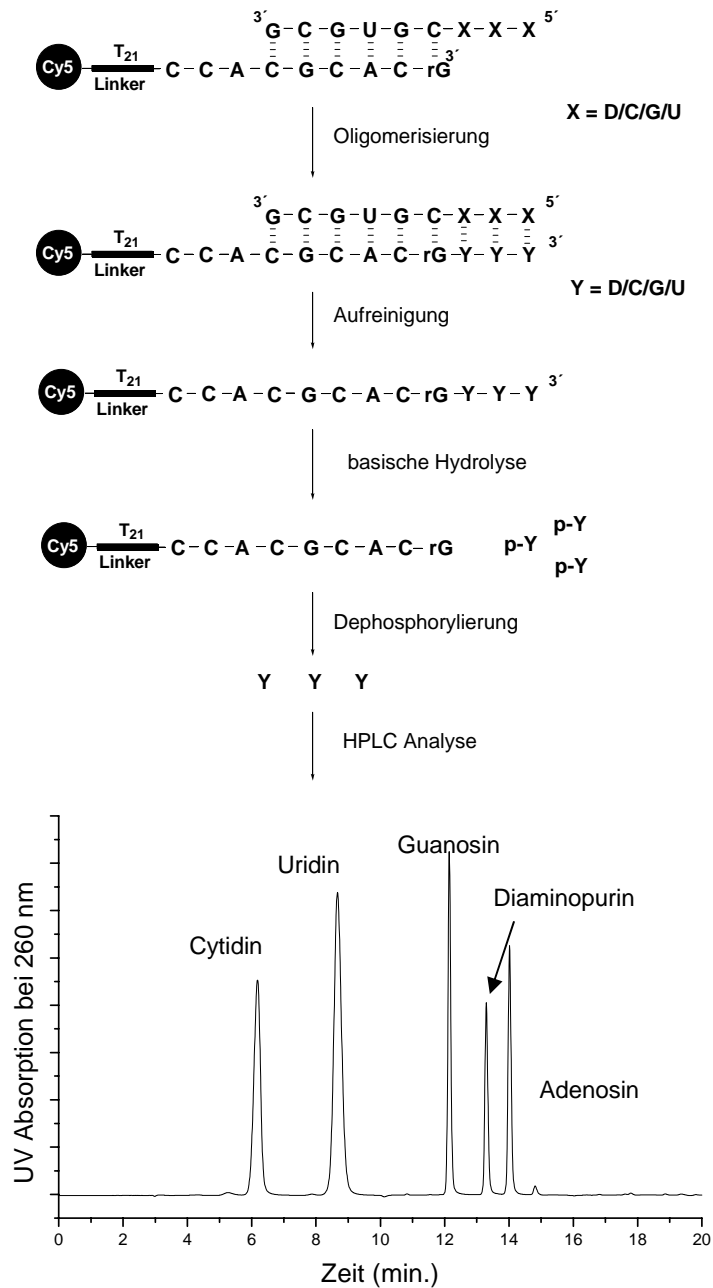 3´ G C G U G C X X X 5´
Cy5 T21 Linker C C A C G C A C rG 3´
X = D/C/G/U
Oligomerisierung
3´ G C G U G C X X X 5´
Cy5 T21 Linker C C A C G C A C rG Y Y Y 3´
Y = D/C/G/U
Aufreinigung
Cy5 T21 Linker C C A C G C A C rG Y Y Y 3´
basische Hydrolyse
Cy5 T21 Linker C C A C G C A C rG p-Y p-Y p-Y
Dephosphorylierung
Y Y Y
HPLC Analyse
Guanosin
Uridin
Diaminopurin
Cytidin
Adenosin
UV Absorption bei 260 nm
0 2 4 6 8 10 12 14 16 18 20
Zeit (min.)